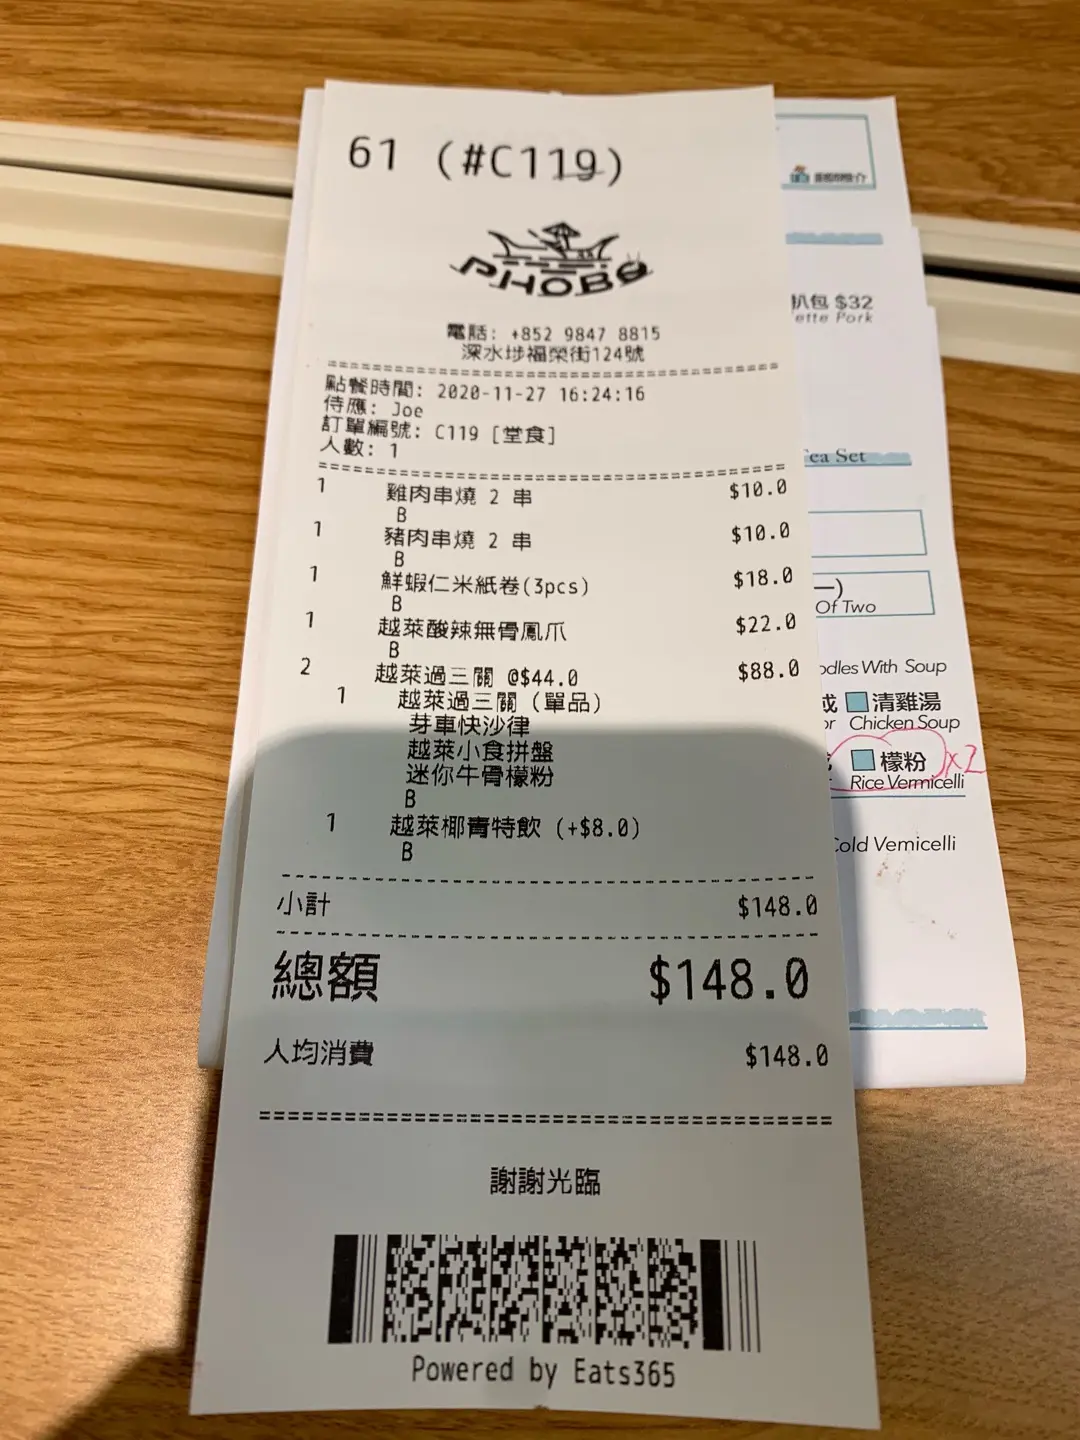 61 (#C119)
PHOBO
電話: +852 9847 8815
深水埗福榮街124號
點餐時間: 2020-11-27 16:24:16
侍應: Joe
訂單編號: C119 [堂食]
人數: 1
1 雞肉串燒 2 串 $10.0
B
1 豬肉串燒 2 串 $10.0
B
1 鮮蝦仁米紙卷(3pcs) $18.0
B
1 越萊酸辣無骨鳳爪 $22.0
B
2 越萊過三關 @$44.0 $88.0
1 越萊過三關 (單品)
芽車快沙律
越萊小食拼盤
迷你牛骨檬粉
B
1 越萊椰青特飲 (+$8.0)
B
小計 $148.0
總額 $148.0
人均消費 $148.0
謝謝光臨
Powered by Eats365
扒包 $32
ette Pork
Tea Set
一)
Of Two
odles With Soup
或 清雞湯
or Chicken Soup
檬粉 x2
Rice Vermicelli
Cold Vemicelli